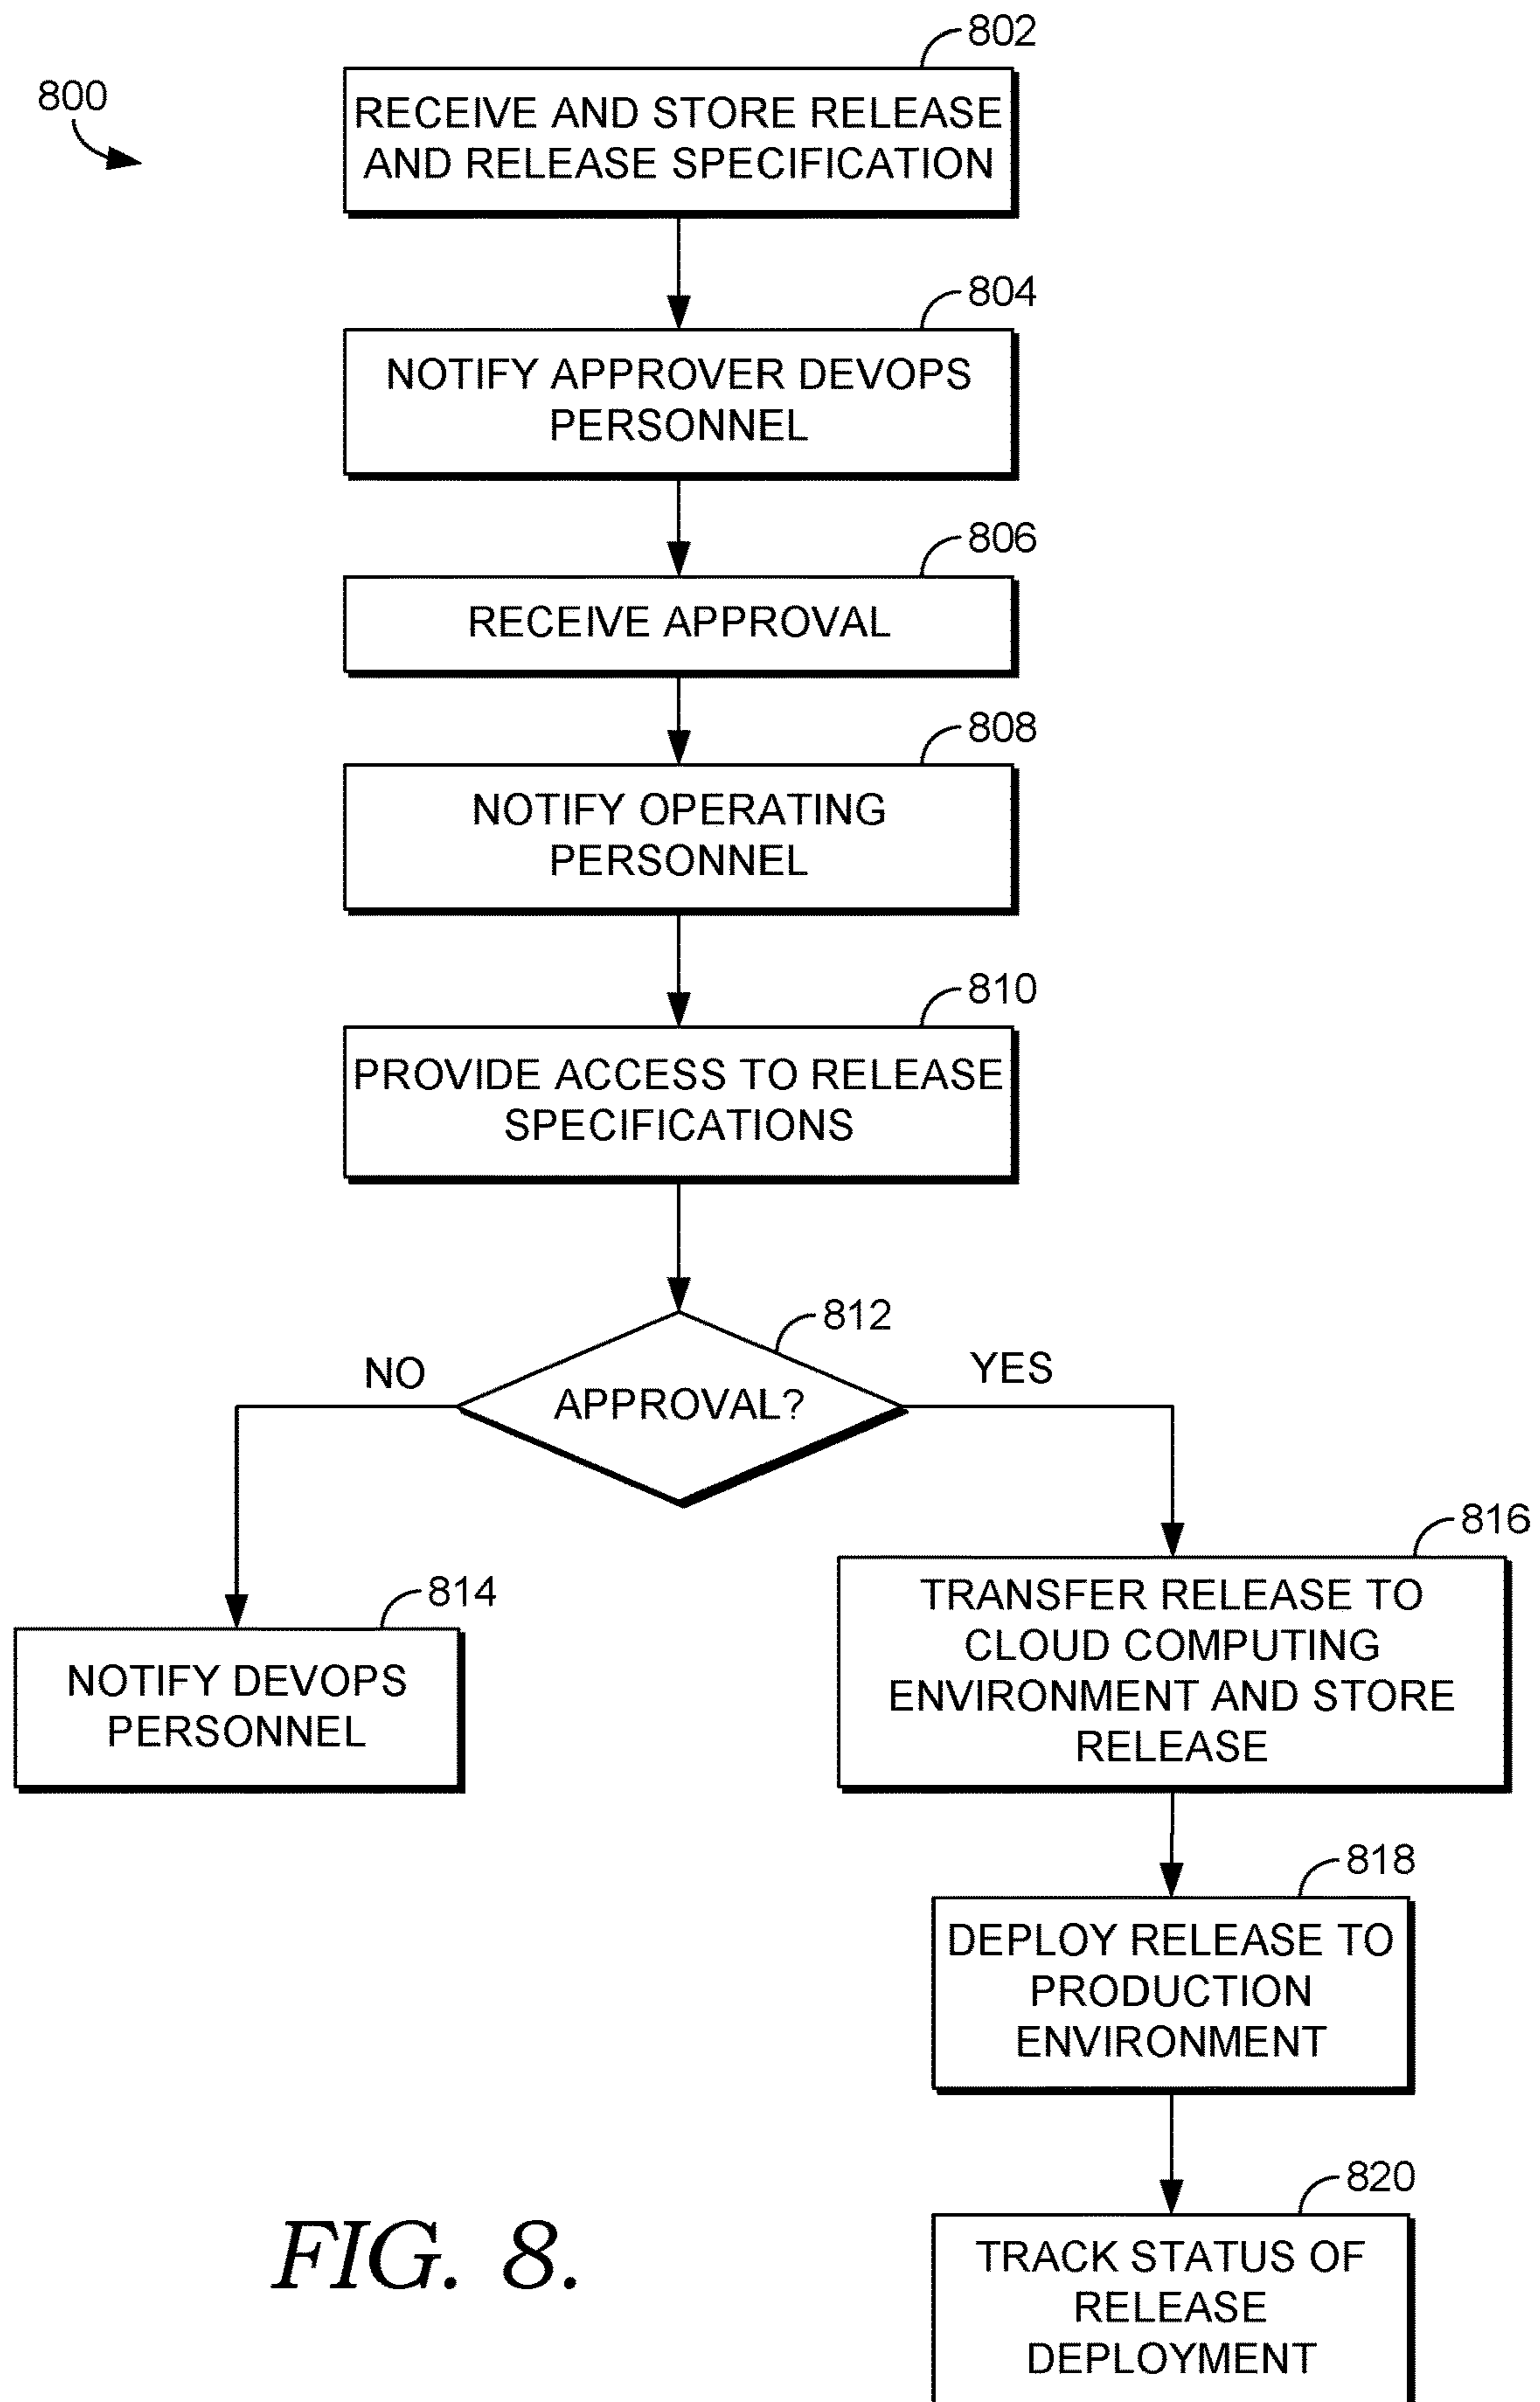 800
802
RECEIVE AND STORE RELEASE
AND RELEASE SPECIFICATION
804
NOTIFY APPROVER DEVOPS
PERSONNEL
806
RECEIVE APPROVAL
808
NOTIFY OPERATING
PERSONNEL
810
PROVIDE ACCESS TO RELEASE
SPECIFICATIONS
812
APPROVAL?
NO
YES
814
NOTIFY DEVOPS
PERSONNEL
816
TRANSFER RELEASE TO
CLOUD COMPUTING
ENVIRONMENT AND STORE
RELEASE
818
DEPLOY RELEASE TO
PRODUCTION
ENVIRONMENT
820
TRACK STATUS OF
RELEASE
DEPLOYMENT
FIG. 8.